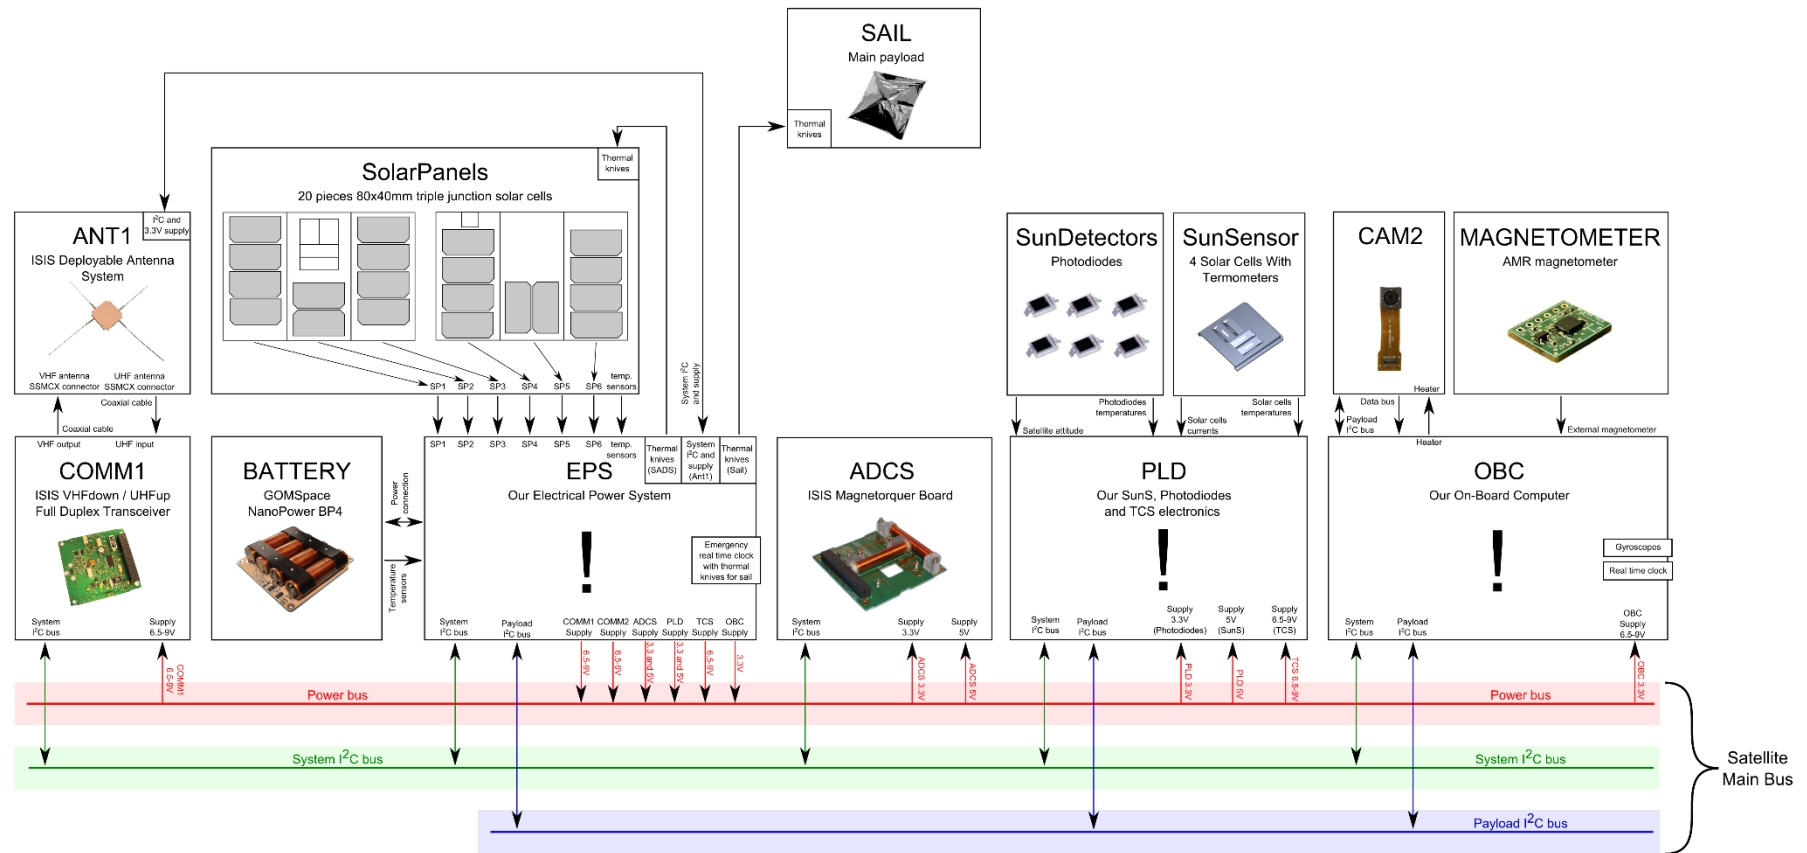 SAIL
Main payload
Thermal
knives
Thermal
knives
SolarPanels
20 pieces 80x40mm triple junction solar cells
SP1
SP2
SP3
SP4
SP5
SP6
temp.
sensors
I²C and
3.3V supply
ANT1
ISIS Deployable Antenna
System
VHF antenna
SSMCX connector
UHF antenna
SSMCX connector
Coaxial cable
Coaxial cable
System I²C
and supply
SunDetectors
Photodiodes
SunSensor
4 Solar Cells With
Termometers
CAM2
Heater
MAGNETOMETER
AMR magnetometer
Satellite attitude
Photodiodes
temperatures
Solar cells
currents
Solar cells
temperatures
Payload
I²C bus
Data bus
Heater
External magnetometer
VHF output
UHF input
COMM1
ISIS VHFdown / UHFup
Full Duplex Transceiver
System
I²C bus
Supply
6.5-9V
BATTERY
GOMSpace
NanoPower BP4
Power
connection
Temperature
sensors
SP1
SP2
SP3
SP4
SP5
SP6
temp.
sensors
Thermal
knives
(SADS)
System
I²C and
supply
(Ant1)
Thermal
knives
(Sail)
EPS
Our Electrical Power System
!
Emergency
real time clock
with thermal
knives for sail
System
I²C bus
Payload
I²C bus
COMM1
Supply
COMM2
Supply
ADCS
Supply
PLD
Supply
TCS
Supply
OBC
Supply
ADCS
ISIS Magnetorquer Board
System
I²C bus
Supply
3.3V
Supply
5V
PLD
Our SunS, Photodiodes
and TCS electronics
!
System
I²C bus
Payload
I²C bus
Supply
3.3V
(Photodiodes)
Supply
5V
(SunS)
Supply
6.5-9V
(TCS)
OBC
Our On-Board Computer
!
Gyroscopos
Real time clock
System
I²C bus
Payload
I²C bus
OBC
Supply
6.5-9V
COMM1
6.5-9V
6.5-9V
6.5-9V
3.3 and 5V
3.3 and 5V
6.5-9V
3.3V
ADCS 3.3V
ADCS 5V
PLD 3.3V
PLD 5V
TCS 6.5-9V
OBC 3.3V
Power bus
Power bus
System I²C bus
System I²C bus
Payload I²C bus
Satellite
Main Bus